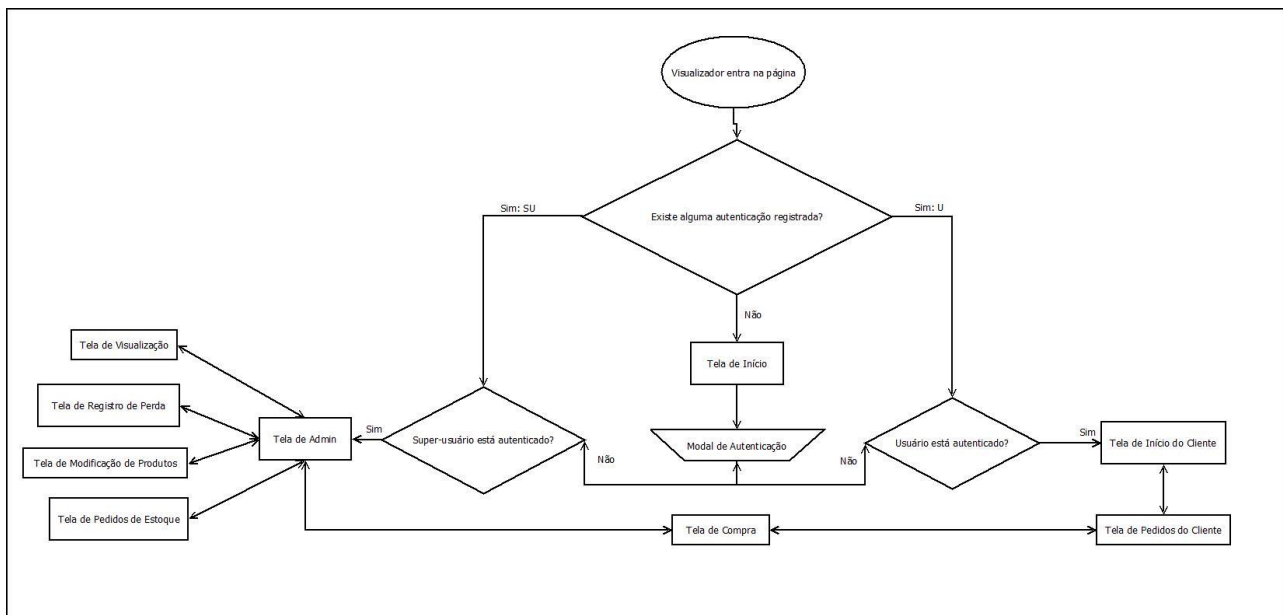 Visualizador entra na página
Existe alguma autenticação registrada?
Sim: SU
Sim: U
Não
Tela de Início
Modal de Autenticação
Super-usuário está autenticado?
Sim
Não
Tela de Admin
Tela de Visualização
Tela de Registro de Perda
Tela de Modificação de Produtos
Tela de Pedidos de Estoque
Usuário está autenticado?
Sim
Não
Tela de Início do Cliente
Tela de Compra
Tela de Pedidos do Cliente